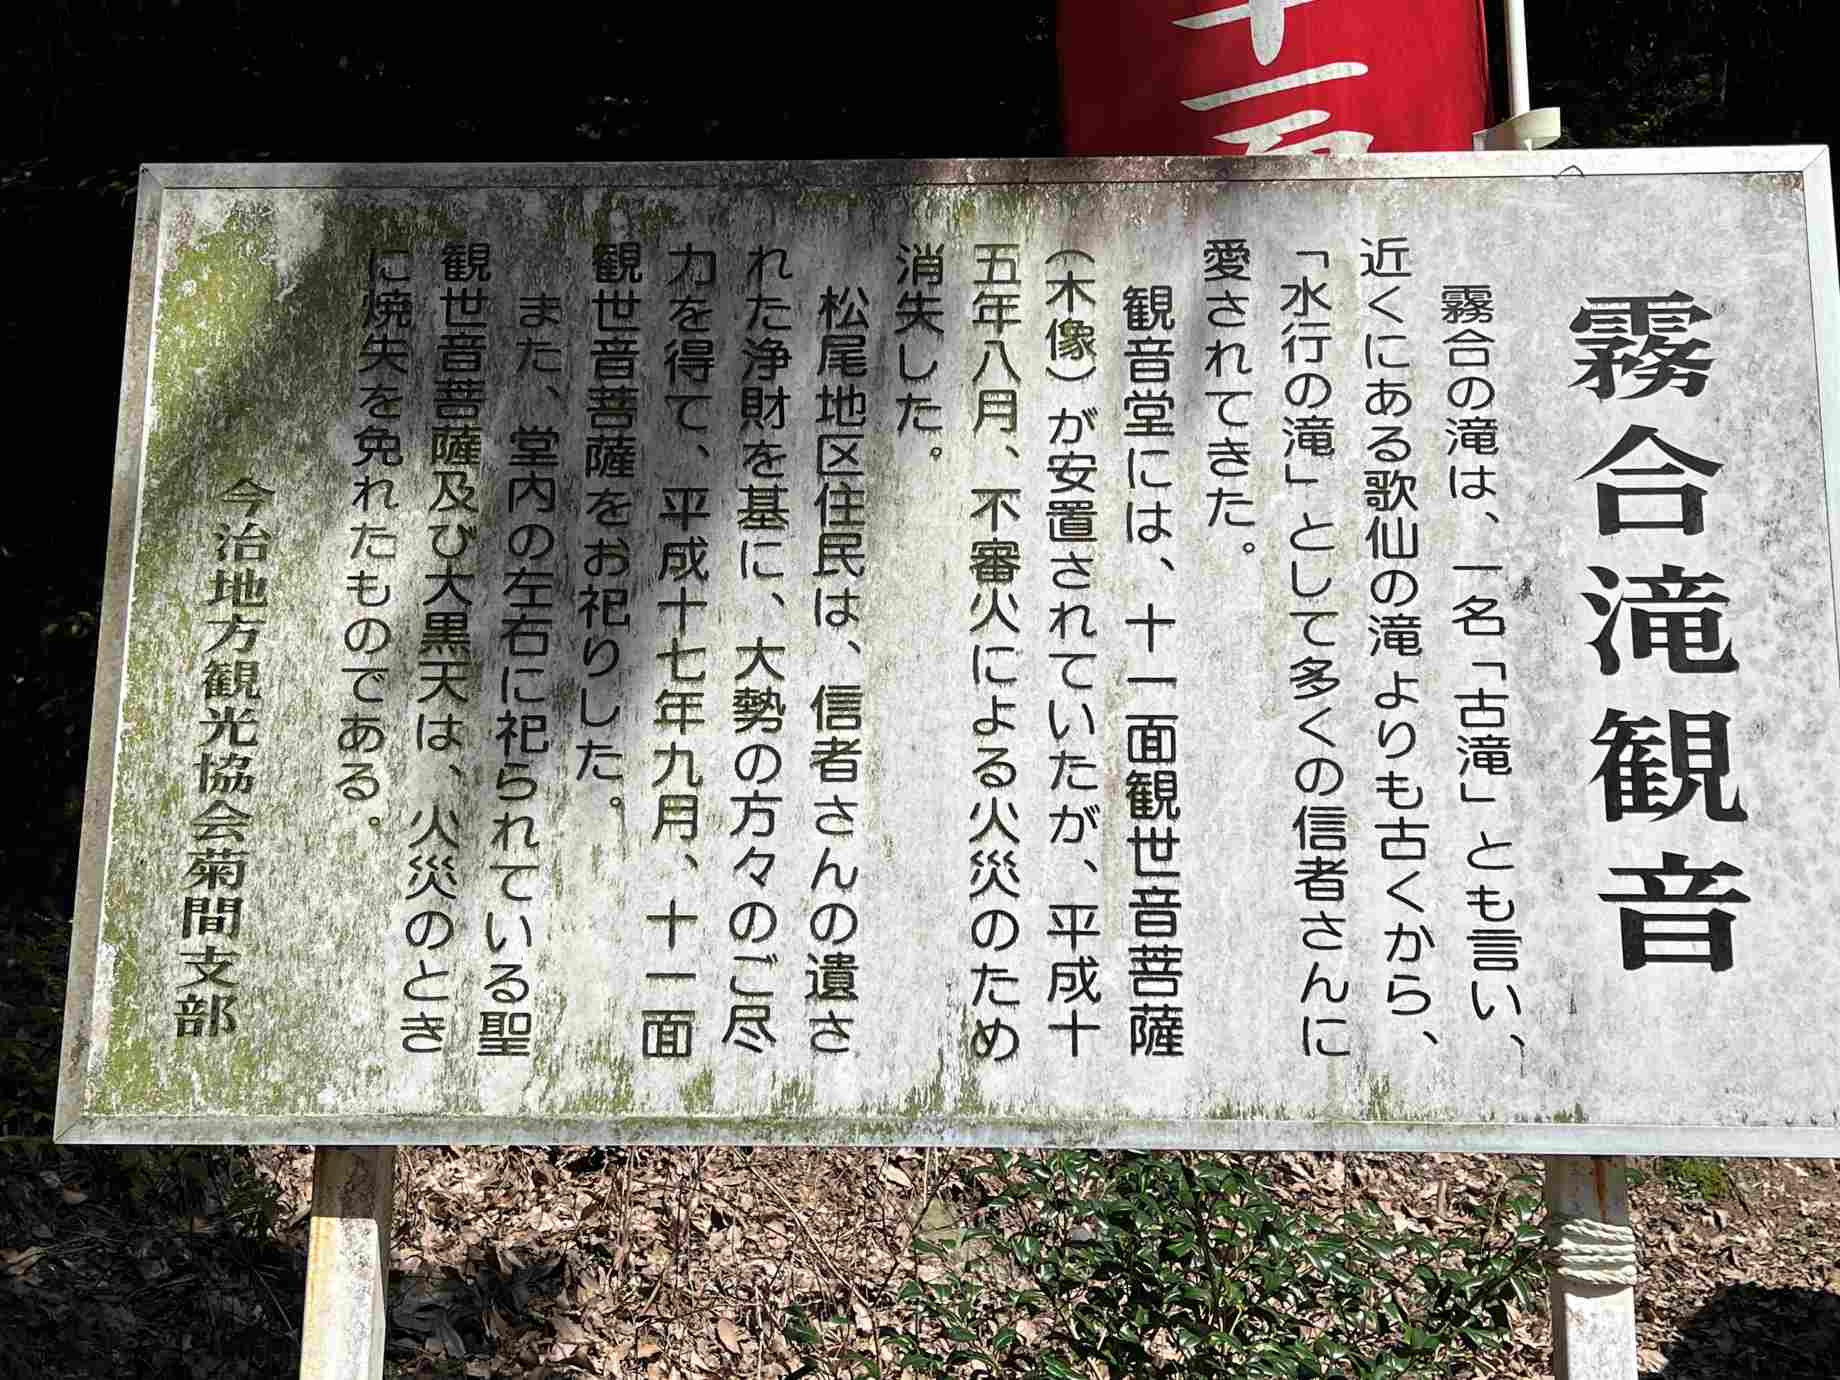 十一面
霧合滝観音
霧合の滝は、一名「古滝」とも言い、
近くにある歌仙の滝よりも古くから、
「水行の滝」として多くの信者さんに
愛されてきた。
観音堂には、十一面観世音菩薩
(木像)が安置されていたが、平成十
五年八月、不審火による火災のため
消失した。
松尾地区住民は、信者さんの遺さ
れた浄財を基に、大勢の方々のご尽
力を得て、平成十七年九月、十一面
観世音菩薩をお祀りした。
また、堂内の左右に祀られている聖
観世音菩薩及び大黒天は、火災のとき
に焼失を免れたものである。
今治地方観光協会菊間支部